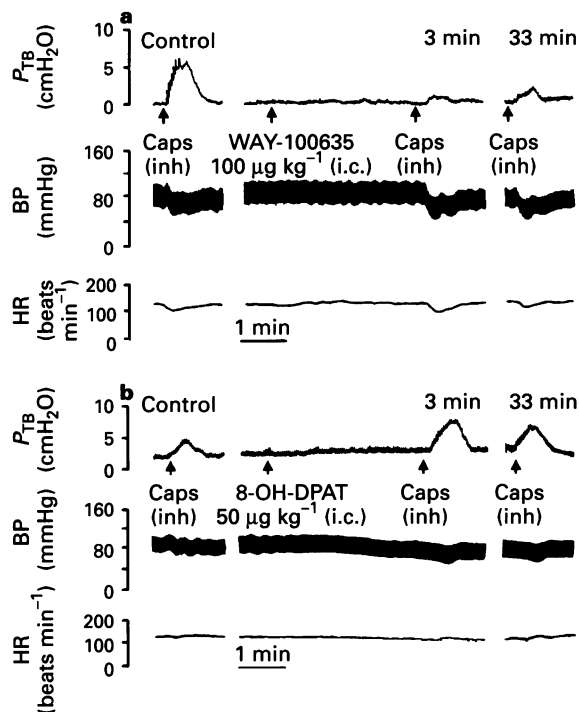 a
Control
3 min
33 min
P_TB
(cmH₂O)
10
5
0
Caps
(inh)
WAY-100635
100 µg kg⁻¹ (i.c.)
Caps
(inh)
Caps
(inh)
BP
(mmHg)
160
80
0
HR
(beats
min⁻¹)
200
100
0
1 min
b
Control
3 min
33 min
P_TB
(cmH₂O)
10
5
0
Caps
(inh)
8-OH-DPAT
50 µg kg⁻¹ (i.c.)
Caps
(inh)
Caps
(inh)
BP
(mmHg)
160
80
0
HR
(beats min⁻¹)
200
100
0
1 min